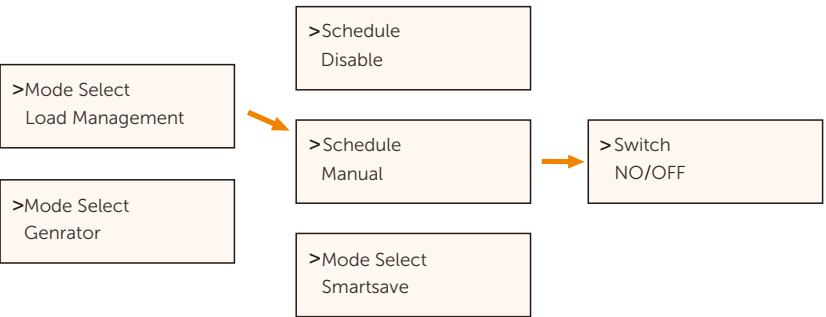 >Mode Select
Load Management
>Mode Select
Genrator
>Schedule
Disable
>Schedule
Manual
>Mode Select
Smartsave
>Switch
NO/OFF